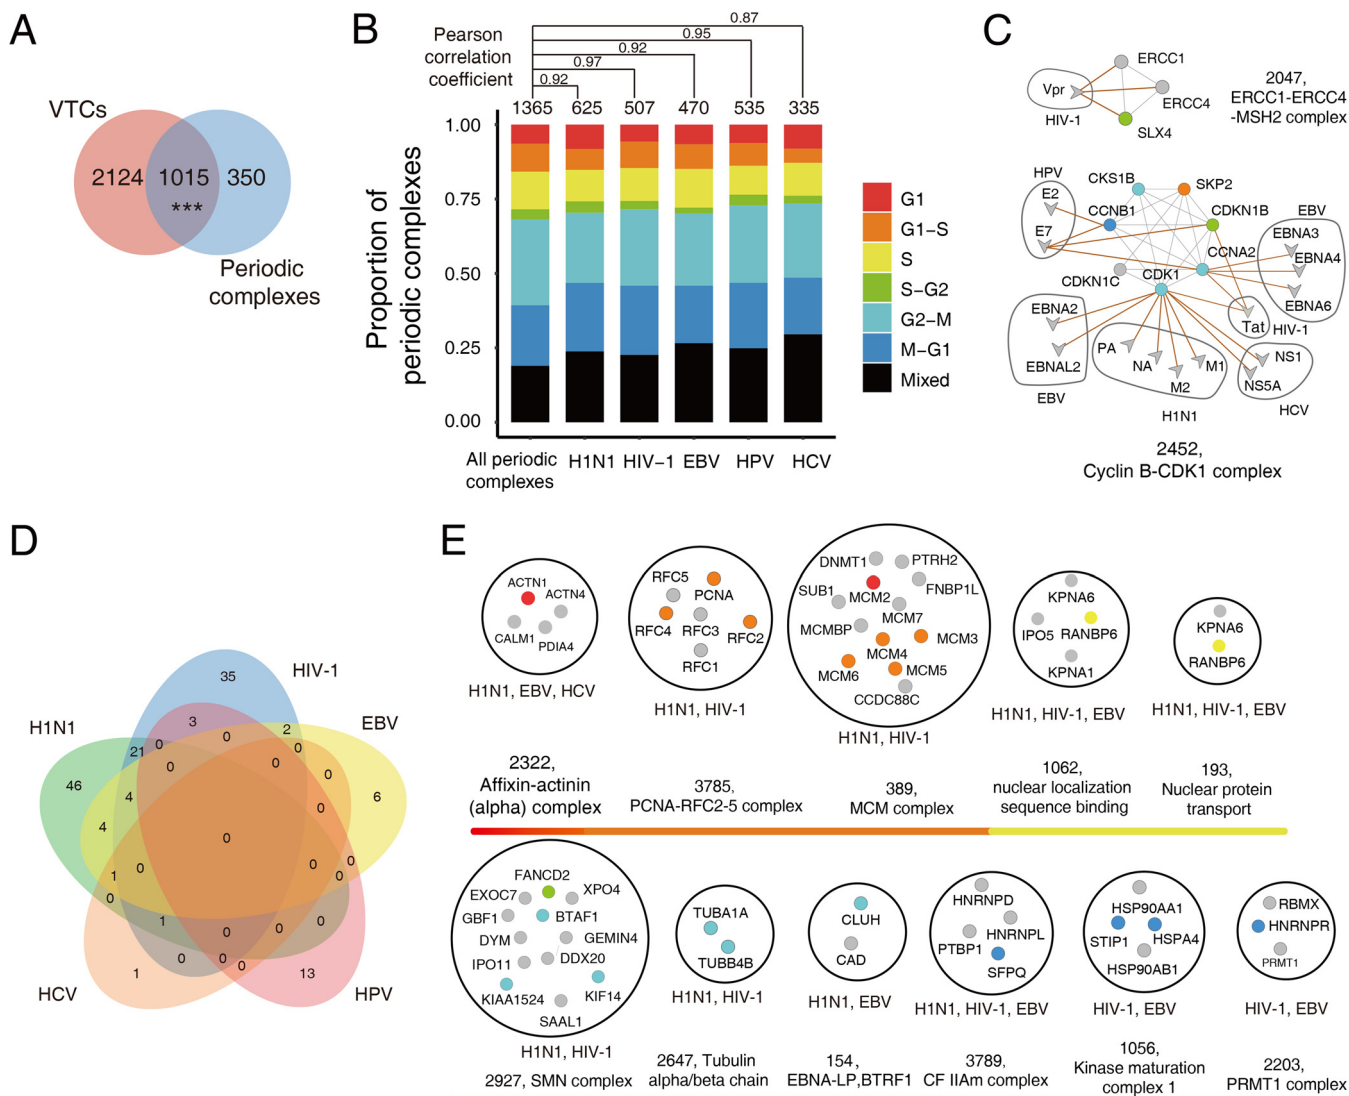 A
VTCs
2124
1015
350
***
Periodic
complexes
B
Pearson
correlation
coefficient
0.87
0.95
0.92
0.97
0.92
1365
625
507
470
535
335
Proportion of
periodic complexes
1.00
0.75
0.50
0.25
0.00
All periodic
complexes
H1N1
HIV−1
EBV
HPV
HCV
G1
G1−S
S
S−G2
G2−M
M−G1
Mixed
C
Vpr
HIV-1
ERCC1
ERCC4
SLX4
2047,
ERCC1-ERCC4
-MSH2 complex
HPV
E2
E7
CKS1B
SKP2
CCNB1
CDKN1B
CCNA2
CDK1
CDKN1C
EBV
EBNA3
EBNA4
EBNA6
EBNA2
EBNAL2
EBV
PA
NA
M2
M1
H1N1
Tat
HIV-1
NS1
NS5A
HCV
2452,
Cyclin B-CDK1 complex
D
HIV-1
H1N1
EBV
HCV
HPV
35
3
2
0
0
0
21
0
0
0
46
4
0
6
4
0
1
0
0
0
0
0
1
0
0
0
0
0
0
1
13
E
ACTN1
ACTN4
CALM1
PDIA4
H1N1, EBV, HCV
RFC5
PCNA
RFC4
RFC3
RFC2
RFC1
H1N1, HIV-1
DNMT1
PTRH2
SUB1
MCM2
FNBP1L
MCM7
MCMBP
MCM3
MCM4
MCM6
MCM5
CCDC88C
H1N1, HIV-1
KPNA6
IPO5
RANBP6
KPNA1
H1N1, HIV-1, EBV
KPNA6
RANBP6
H1N1, HIV-1, EBV
2322,
Affixin-actinin
(alpha) complex
3785,
PCNA-RFC2-5 complex
389,
MCM complex
1062,
nuclear localization
sequence binding
193,
Nuclear protein
transport
FANCD2
EXOC7
XPO4
GBF1
BTAF1
DYM
GEMIN4
IPO11
DDX20
KIAA1524
KIF14
SAAL1
H1N1, HIV-1
TUBA1A
TUBB4B
H1N1, HIV-1
CLUH
CAD
H1N1, EBV
HNRNPD
HNRNPL
PTBP1
SFPQ
H1N1, HIV-1, EBV
HSP90AA1
STIP1
HSPA4
HSP90AB1
HIV-1, EBV
RBMX
HNRNPR
PRMT1
HIV-1, EBV
2927, SMN complex
2647, Tubulin
alpha/beta chain
154,
EBNA-LP,BTRF1
3789,
CF IIAm complex
1056,
Kinase maturation
complex 1
2203,
PRMT1 complex